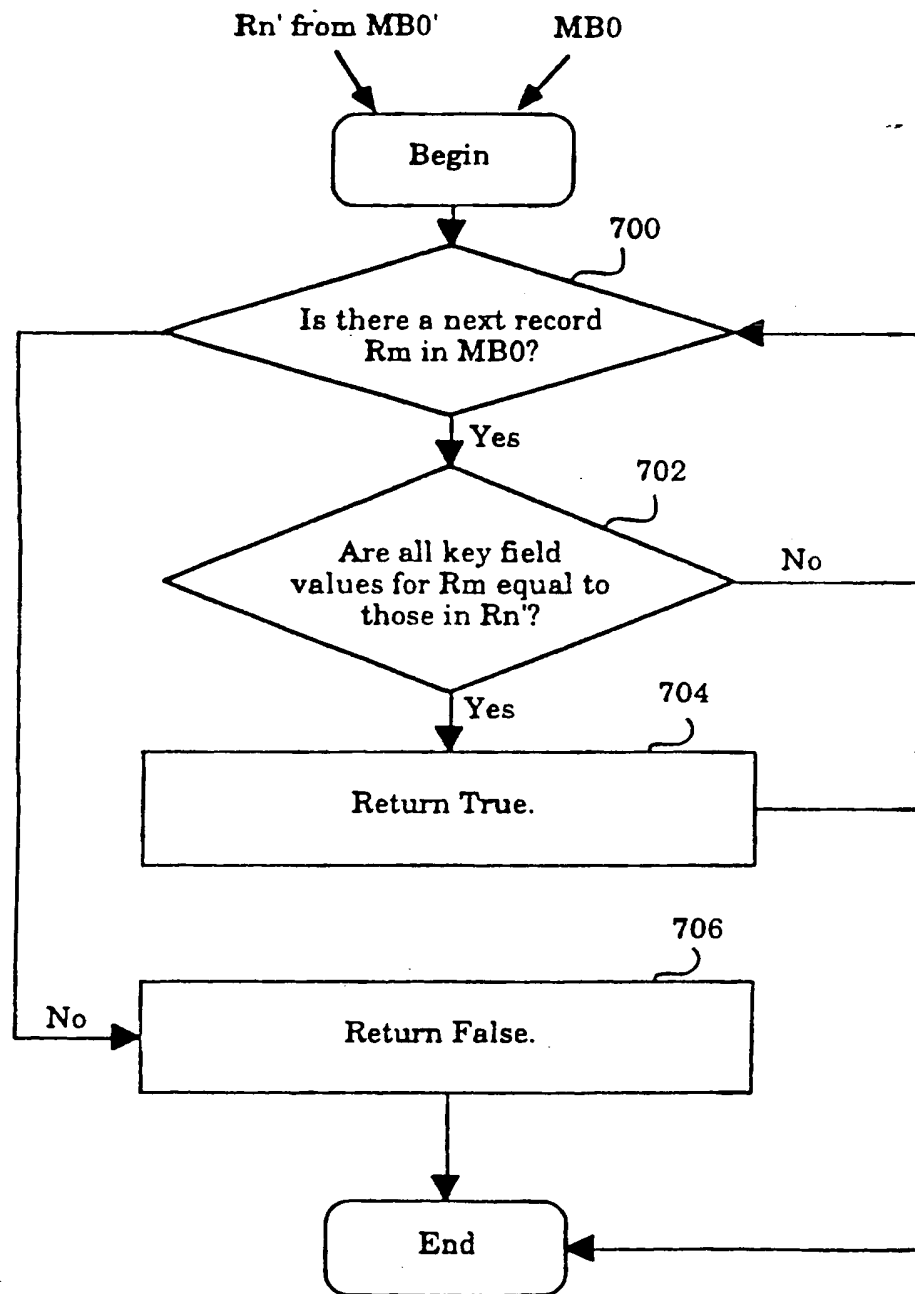 Rn' from MB0' MB0
Begin
700
Is there a next record
Rm in MB0?
Yes
702
Are all key field
values for Rm equal to
those in Rn'?
No
Yes
704
Return True.
706
No
Return False.
End